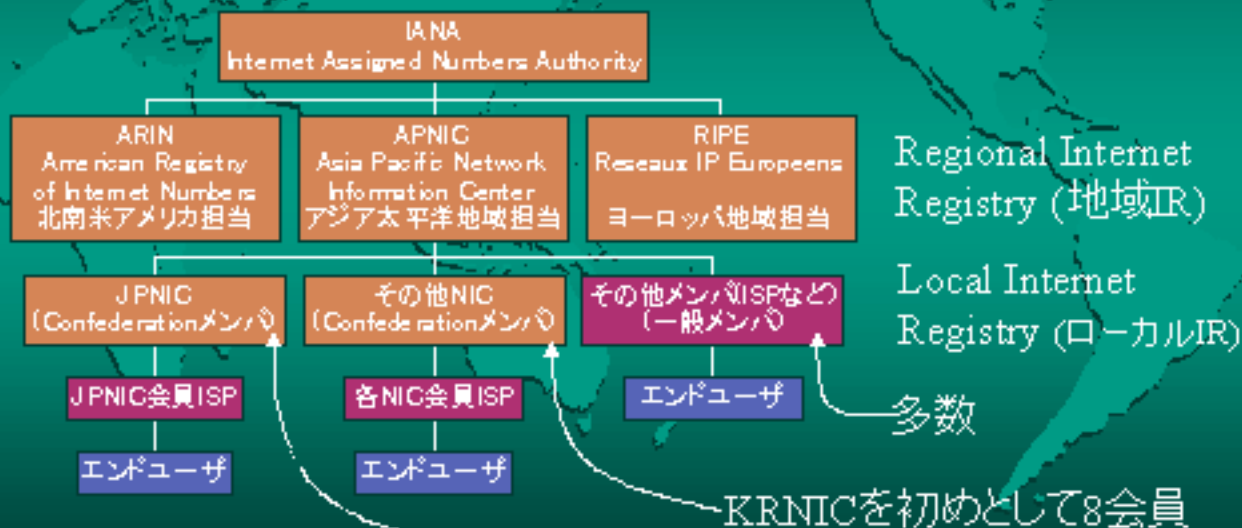 IANA
Internet Assigned Numbers Authority
ARIN
American Registry
of Internet Numbers
北南米アメリカ担当
APNIC
Asia Pacific Network
Information Center
アジア太平洋地域担当
RIPE
Reseaux IP Europeens
ヨーロッパ地域担当
Regional Internet
Registry (地域IR)
JPNIC
(Confederationメンバ)
その他NIC
(Confederationメンバ)
その他メンバ(ISPなど)
(一般メンバ)
Local Internet
Registry (ローカルIR)
JPNIC会員ISP
各NIC会員ISP
エンドユーザ
多数
エンドユーザ
エンドユーザ
KRNICを初めとして8会員